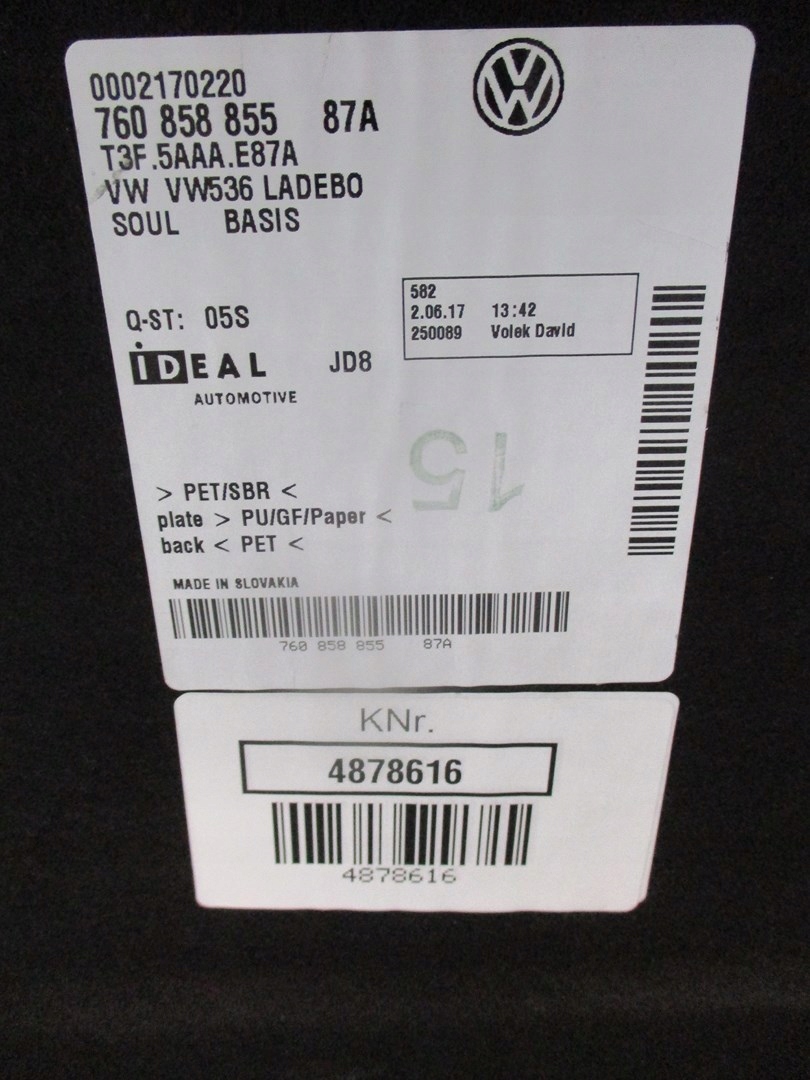 0002170220
760 858 855 87A
T3F.5AAA.E87A
VW VW536 LADEBO
SOUL BASIS
582
2.06.17 13:42
250089 Volek David
Q-ST: 05S
IDEAL JD8
AUTOMOTIVE
15
> PET/SBR <
plate > PU/GF/Paper <
back < PET <
MADE IN SLOVAKIA
760 858 855 87A
KNr.
4878616
4878616